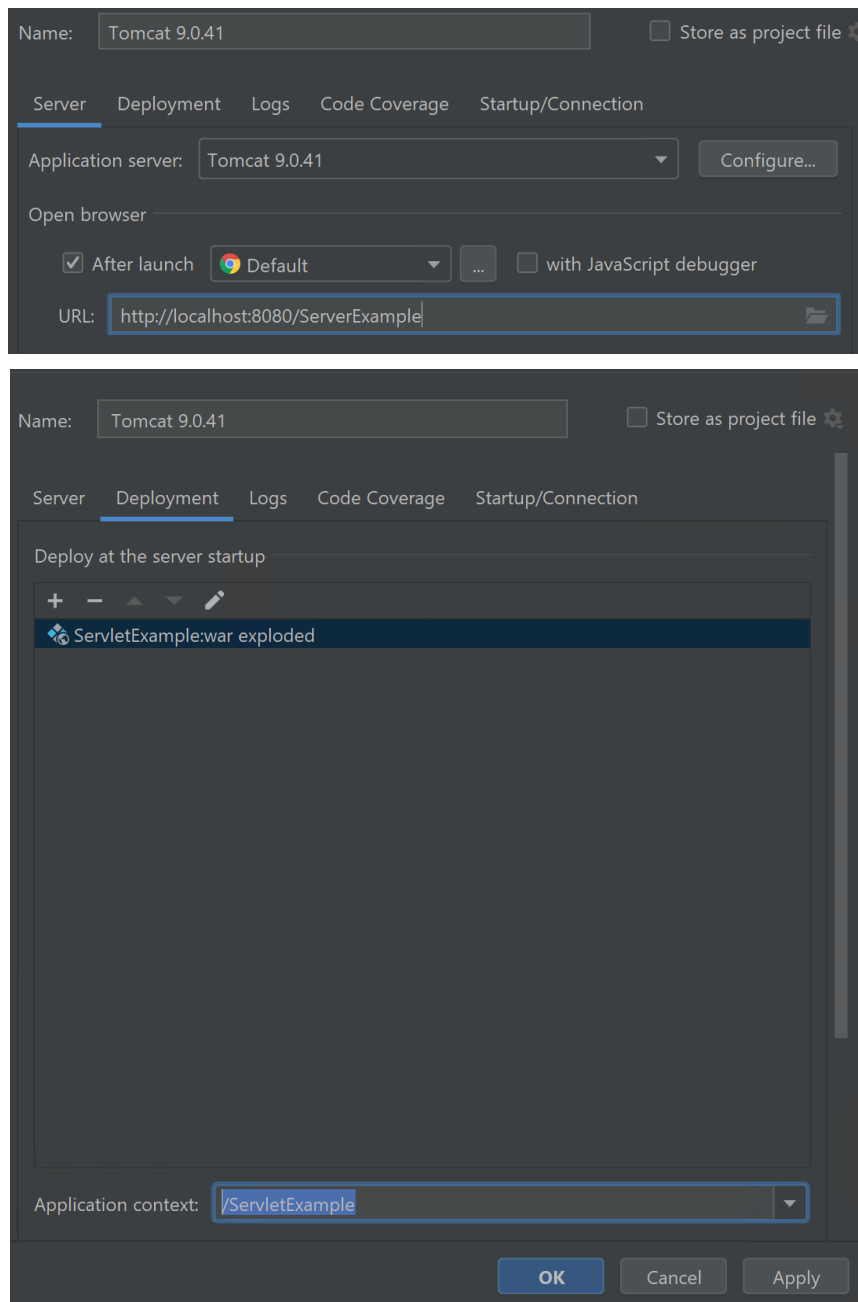 Name: Tomcat 9.0.41 Store as project file
Server Deployment Logs Code Coverage Startup/Connection
Application server: Tomcat 9.0.41 Configure...
Open browser
After launch Default ... with JavaScript debugger
URL: http://localhost:8080/ServerExample
Name: Tomcat 9.0.41 Store as project file
Server Deployment Logs Code Coverage Startup/Connection
Deploy at the server startup
ServletExample:war exploded
Application context: /ServletExample
OK Cancel Apply